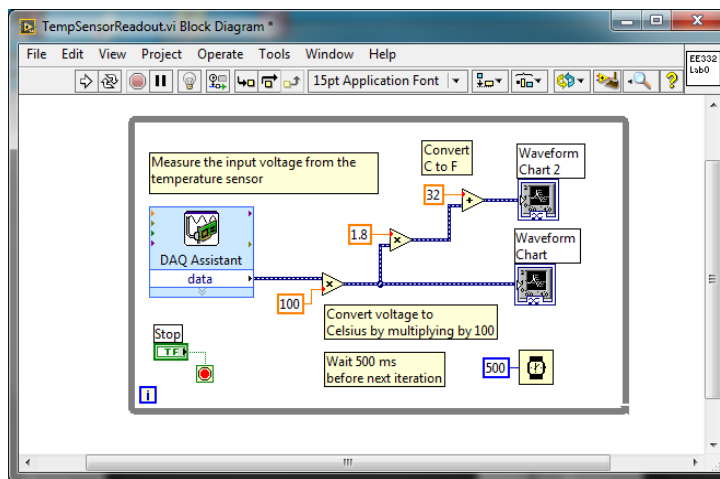 TempSensorReadout.vi Block Diagram *
File Edit View Project Operate Tools Window Help
15pt Application Font
EE332
Lab0
Measure the input voltage from the
temperature sensor
Convert
C to F
Waveform
Chart 2
32
1.8
Waveform
Chart
DAQ Assistant
data
100
Convert voltage to
Celsius by multiplying by 100
Stop
TF
Wait 500 ms
before next iteration
500
i